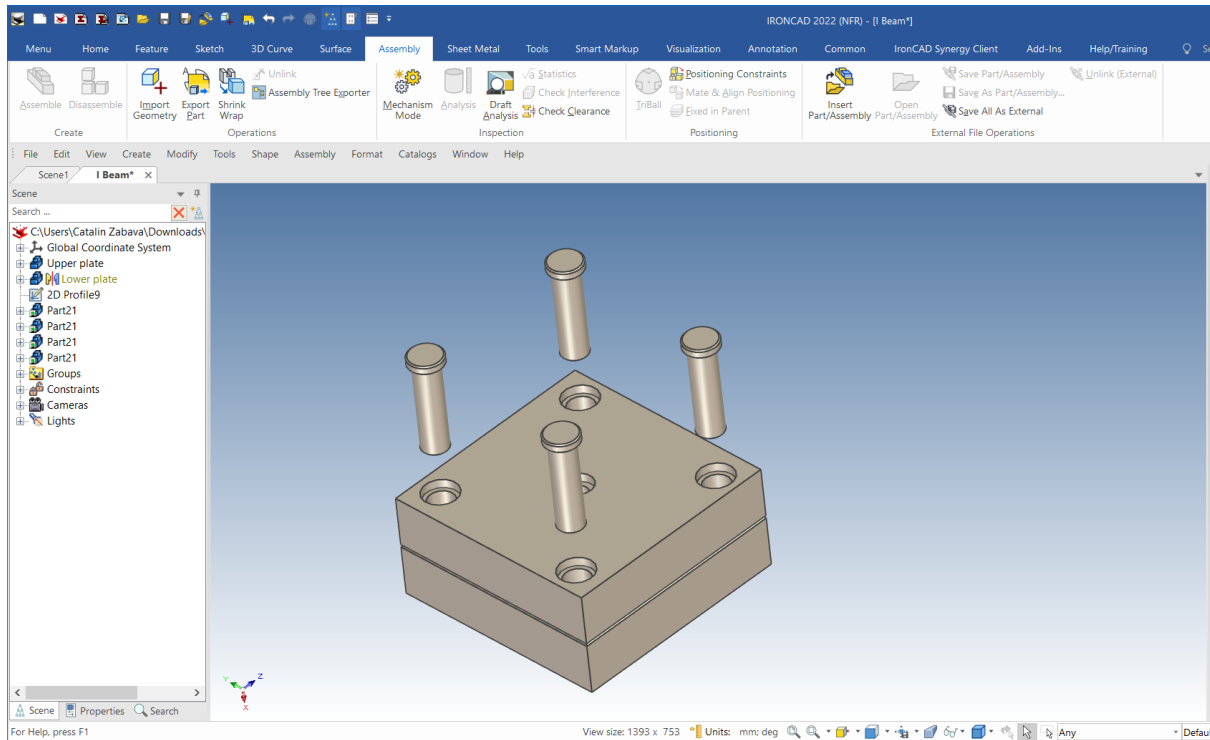 IRONCAD 2022 (NFR) - [I Beam*]
Menu Home Feature Sketch 3D Curve Surface Assembly Sheet Metal Tools Smart Markup Visualization Annotation Common IronCAD Synergy Client Add-Ins Help/Training
Unlink Statistics Positioning Constraints Save Part/Assembly Unlink (External)
Assembly Tree Exporter Check Interference Mate & Align Positioning Save As Part/Assembly...
Assemble Disassemble Import Geometry Export Part Shrink Wrap Mechanism Mode Analysis Draft Analysis Check Clearance TriBall Fixed in Parent Insert Part/Assembly Open Part/Assembly Save All As External
Create Operations Inspection Positioning External File Operations
File Edit View Create Modify Tools Shape Assembly Format Catalogs Window Help
Scene1 I Beam*
Scene
Search ...
C:\Users\Catalin Zabava\Downloads\
Global Coordinate System
Upper plate
Lower plate
2D Profile9
Part21
Part21
Part21
Part21
Groups
Constraints
Cameras
Lights
Y Z
X
Scene Properties Search
For Help, press F1 View size: 1393 x 753 Units: mm; deg Any